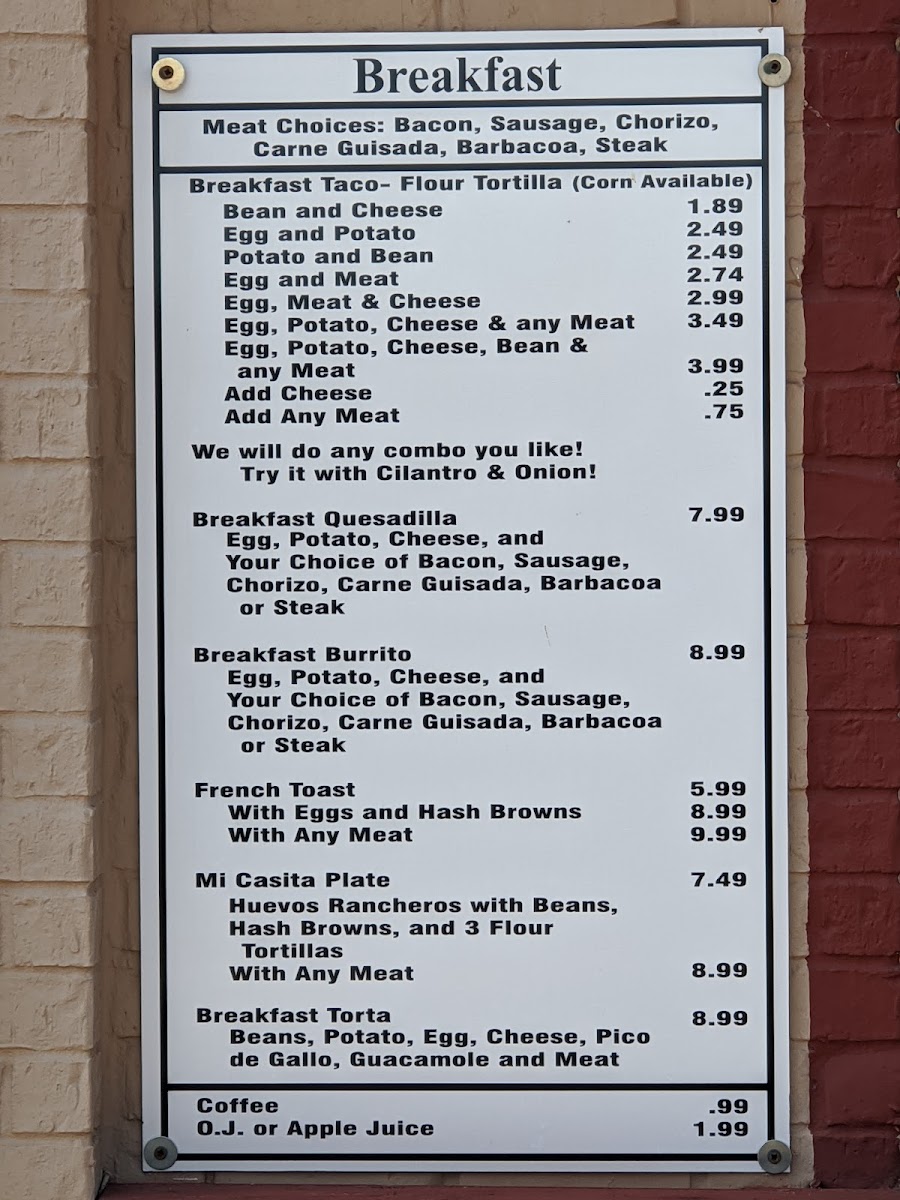 Breakfast
Meat Choices: Bacon, Sausage, Chorizo,
Carne Guisada, Barbacoa, Steak
Breakfast Taco- Flour Tortilla (Corn Available)
Bean and Cheese 1.89
Egg and Potato 2.49
Potato and Bean 2.49
Egg and Meat 2.74
Egg, Meat & Cheese 2.99
Egg, Potato, Cheese & any Meat 3.49
Egg, Potato, Cheese, Bean &
any Meat 3.99
Add Cheese .25
Add Any Meat .75
We will do any combo you like!
Try it with Cilantro & Onion!
Breakfast Quesadilla 7.99
Egg, Potato, Cheese, and
Your Choice of Bacon, Sausage,
Chorizo, Carne Guisada, Barbacoa
or Steak
Breakfast Burrito 8.99
Egg, Potato, Cheese, and
Your Choice of Bacon, Sausage,
Chorizo, Carne Guisada, Barbacoa
or Steak
French Toast 5.99
With Eggs and Hash Browns 8.99
With Any Meat 9.99
Mi Casita Plate 7.49
Huevos Rancheros with Beans,
Hash Browns, and 3 Flour
Tortillas
With Any Meat 8.99
Breakfast Torta 8.99
Beans, Potato, Egg, Cheese, Pico
de Gallo, Guacamole and Meat
Coffee .99
O.J. or Apple Juice 1.99